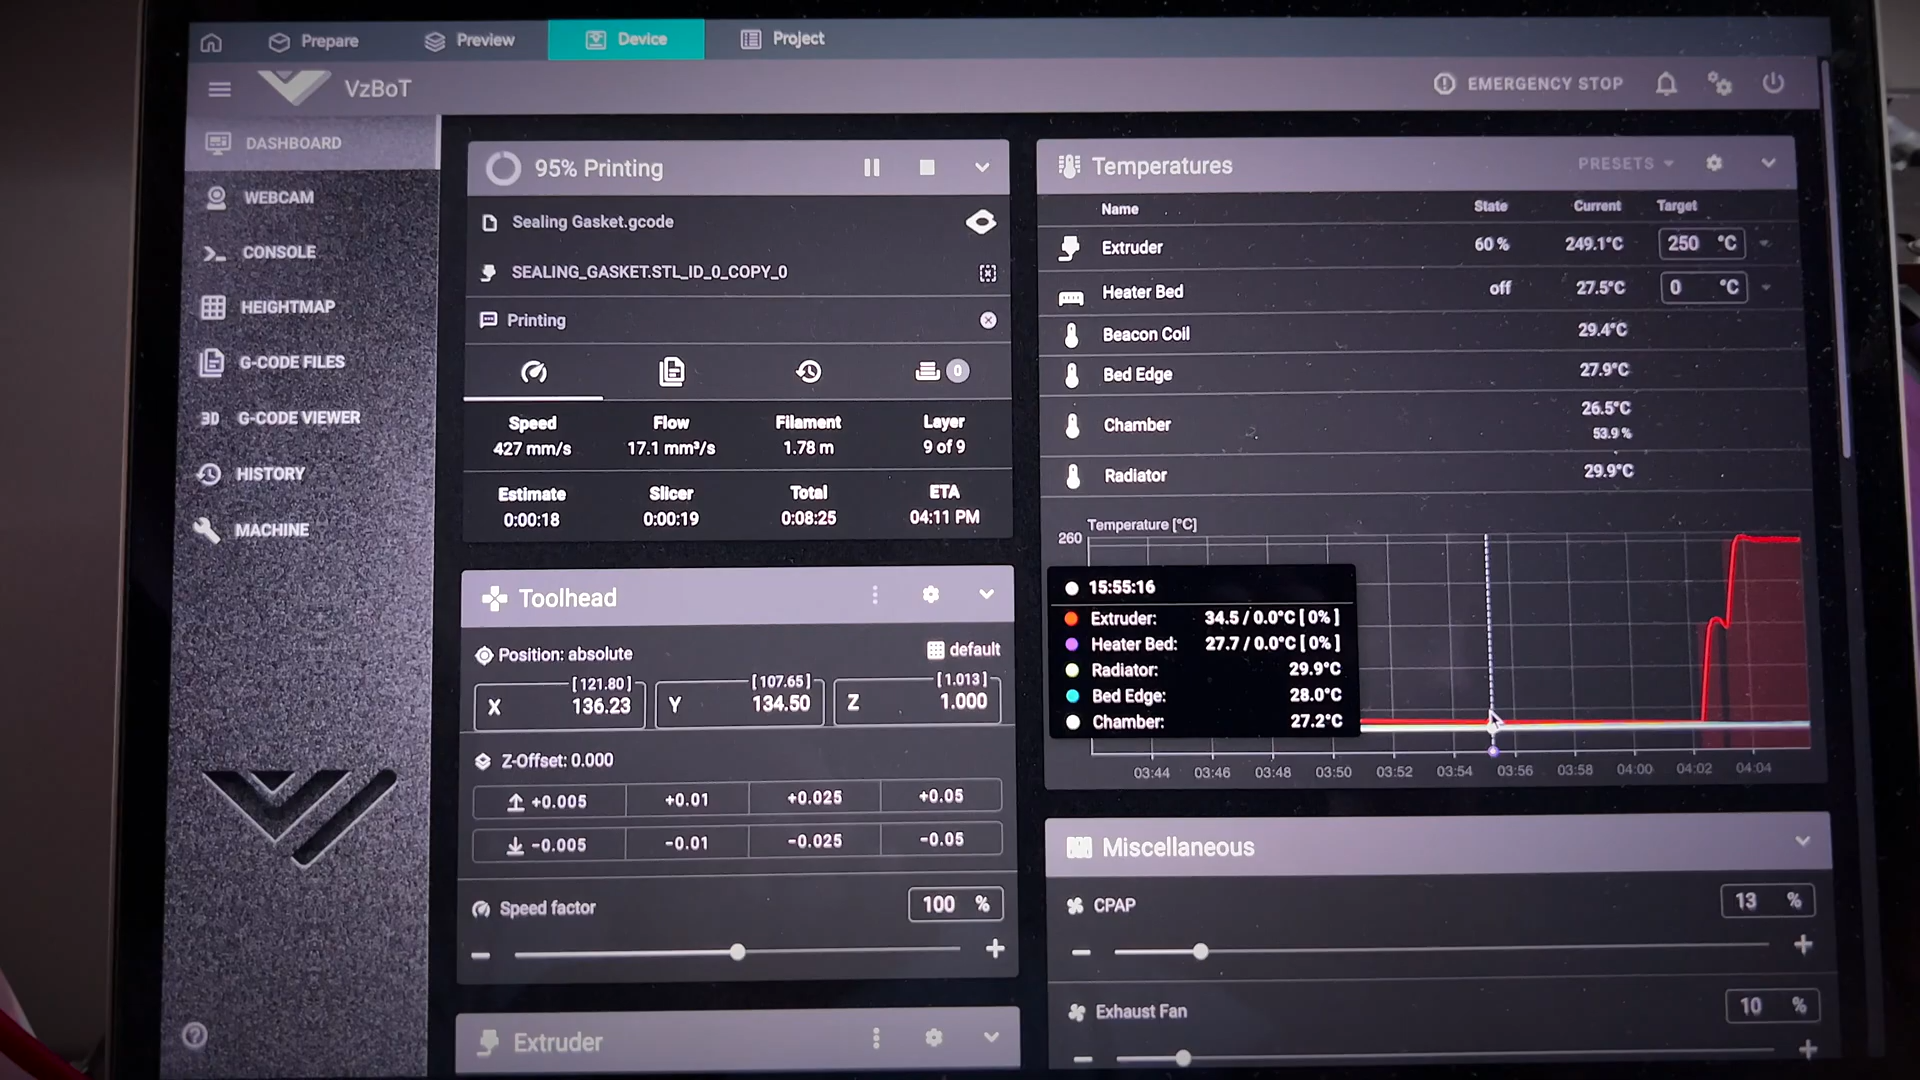 Prepare
Preview
Device
Project
VzBoT
EMERGENCY STOP
DASHBOARD
WEBCAM
CONSOLE
HEIGHTMAP
G-CODE FILES
3D G-CODE VIEWER
HISTORY
MACHINE
95% Printing
Sealing Gasket.gcode
SEALING_GASKET.STL_ID_0_COPY_0
Printing
0
Speed Flow Filament Layer
427 mm/s 17.1 mm³/s 1.78 m 9 of 9
Estimate Slicer Total ETA
0:00:18 0:00:19 0:08:25 04:11 PM
Toolhead
Position: absolute default
[ 121.80 ] [ 107.65 ] [ 1.013 ]
X 136.23 Y 134.50 Z 1.000
Z-Offset: 0.000
+0.005 +0.01 +0.025 +0.05
-0.005 -0.01 -0.025 -0.05
Speed factor 100 %
Extruder
Temperatures PRESETS
Name State Current Target
Extruder 60 % 249.1°C 250 °C
Heater Bed off 27.5°C 0 °C
Beacon Coil 29.4°C
Bed Edge 27.9°C
Chamber 26.5°C
53.9 %
Radiator 29.9°C
Temperature [°C]
260
15:55:16
Extruder: 34.5 / 0.0°C [ 0% ]
Heater Bed: 27.7 / 0.0°C [ 0% ]
Radiator: 29.9°C
Bed Edge: 28.0°C
Chamber: 27.2°C
03:44 03:46 03:48 03:50 03:52 03:54 03:56 03:58 04:00 04:02 04:04
Miscellaneous
CPAP 13 %
Exhaust Fan 10 %